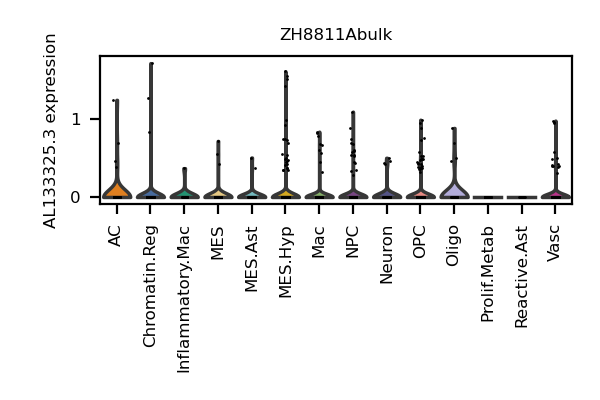 ZH8811Abulk
AL133325.3 expression
1
0
AC
Chromatin.Reg
Inflammatory.Mac
MES
MES.Ast
MES.Hyp
Mac
NPC
Neuron
OPC
Oligo
Prolif.Metab
Reactive.Ast
Vasc